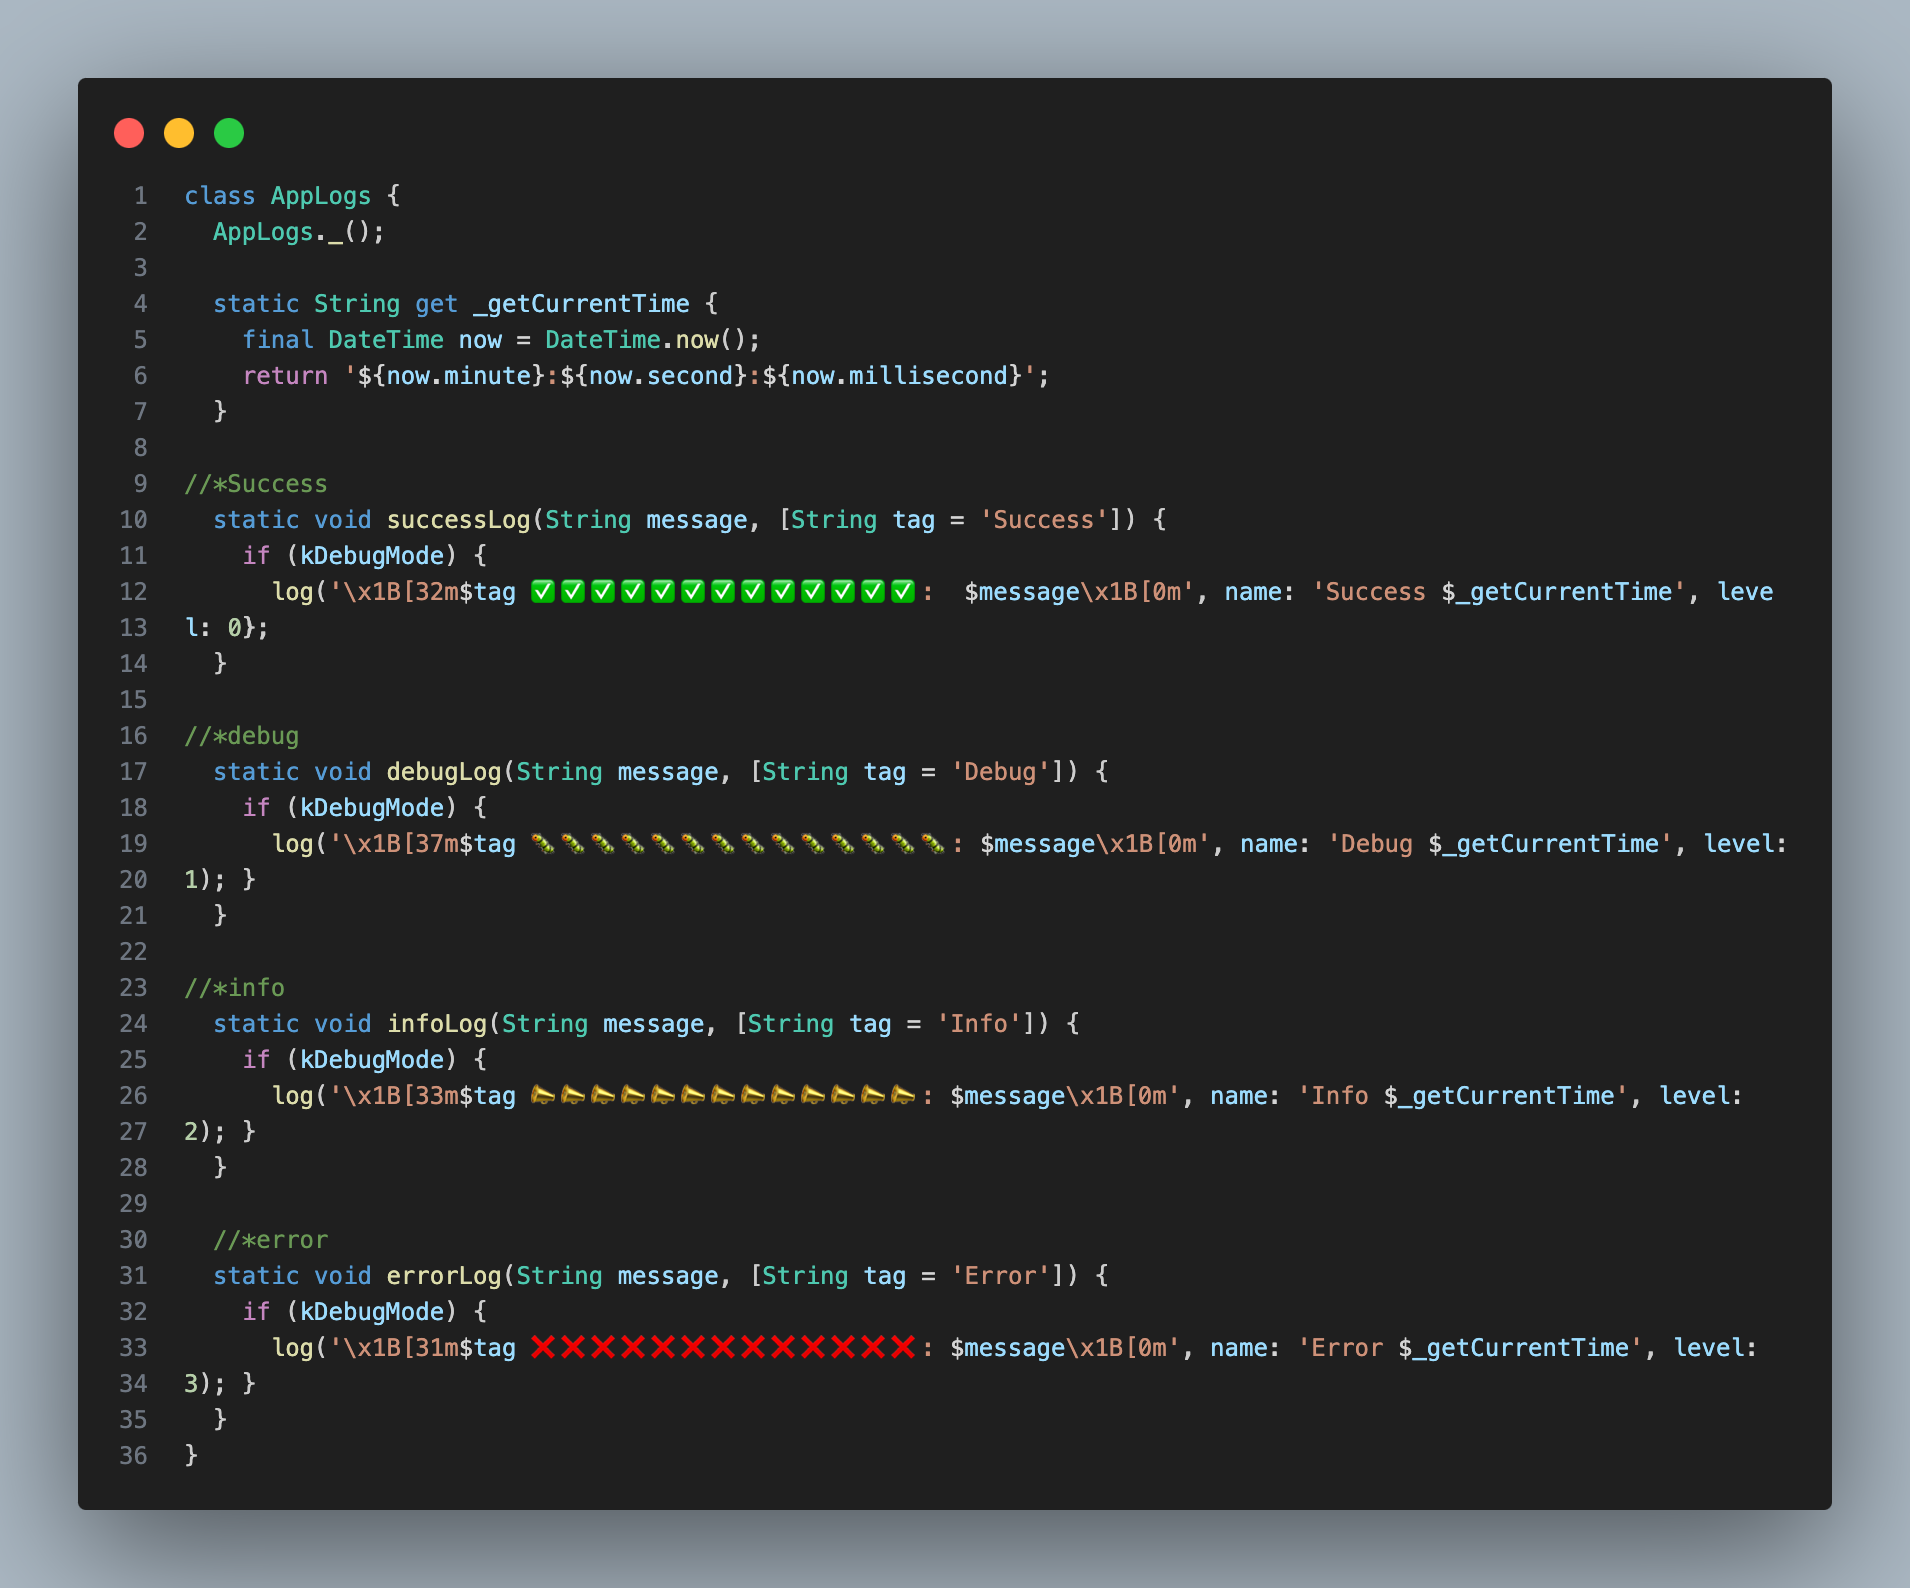 1 class AppLogs {
2   AppLogs._();
3
4   static String get _getCurrentTime {
5     final DateTime now = DateTime.now();
6     return '${now.minute}:${now.second}:${now.millisecond}';
7   }
8
9 //*Success
10   static void successLog(String message, [String tag = 'Success']) {
11     if (kDebugMode) {
12       log('\x1B[32m$tag ✅✅✅✅✅✅✅✅✅✅✅✅✅:  $message\x1B[0m', name: 'Success $_getCurrentTime', leve
13 l: 0};
14   }
15
16 //*debug
17   static void debugLog(String message, [String tag = 'Debug']) {
18     if (kDebugMode) {
19       log('\x1B[37m$tag 🐛🐛🐛🐛🐛🐛🐛🐛🐛🐛🐛🐛🐛🐛: $message\x1B[0m', name: 'Debug $_getCurrentTime', level:
20 1); }
21   }
22
23 //*info
24   static void infoLog(String message, [String tag = 'Info']) {
25     if (kDebugMode) {
26       log('\x1B[33m$tag 📣📣📣📣📣📣📣📣📣📣📣📣📣: $message\x1B[0m', name: 'Info $_getCurrentTime', level:
27 2); }
28   }
29
30   //*error
31   static void errorLog(String message, [String tag = 'Error']) {
32     if (kDebugMode) {
33       log('\x1B[31m$tag ❌❌❌❌❌❌❌❌❌❌❌❌❌: $message\x1B[0m', name: 'Error $_getCurrentTime', level:
34 3); }
35   }
36 }